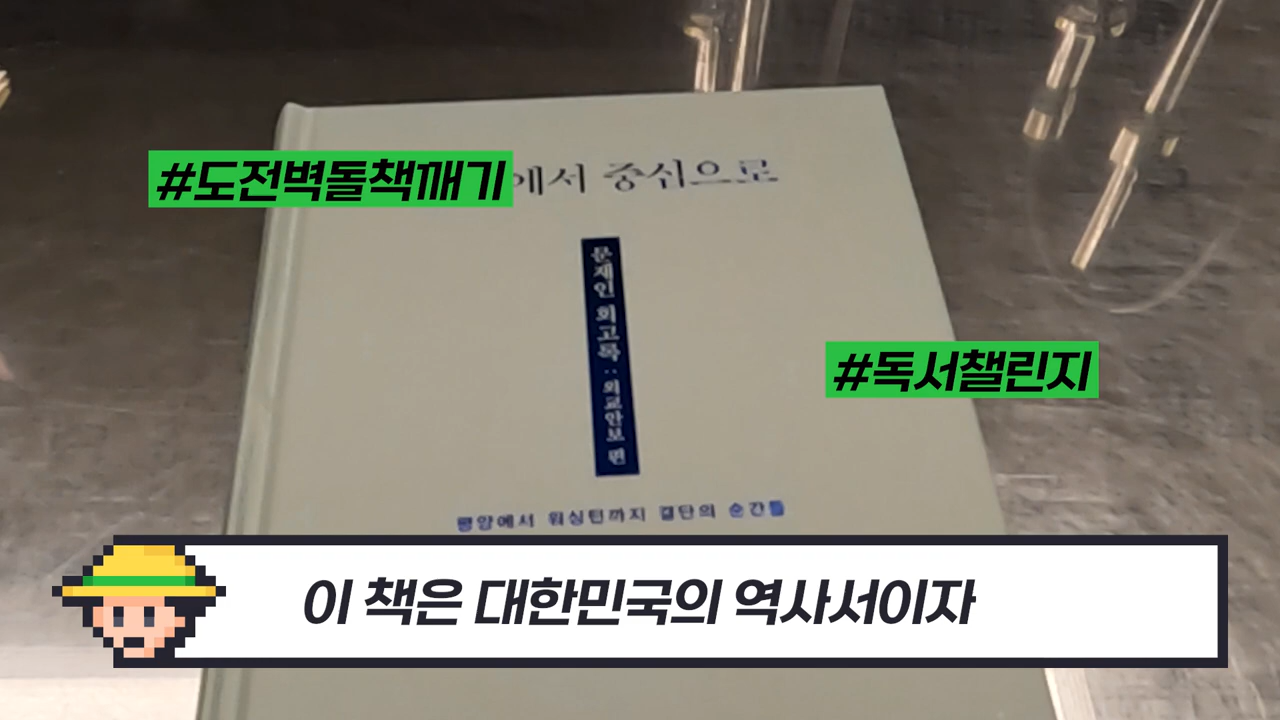 #도전벽돌책깨기
에서 중심으로
문재인 회고록 : 외교안보 편
#독서챌린지
평양에서 워싱턴까지 결단의 순간들
이 책은 대한민국의 역사서이자